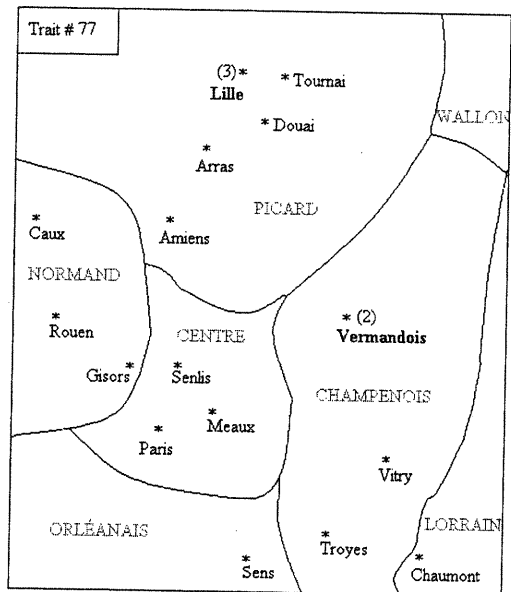 Trait # 77
(3) * * Tournai
Lille
WALLON
* Douai
*
Arras
PICARD
*
Caux
*
Amiens
NORMAND
*
Rouen
* (2)
Vermandois
CENTRE
Gisors *
*
Senlis
CHAMPENOIS
*
Meaux
*
Paris
*
Vitry
ORLÉANAIS
LORRAIN
*
Troyes
*
Sens
*
Chaumont